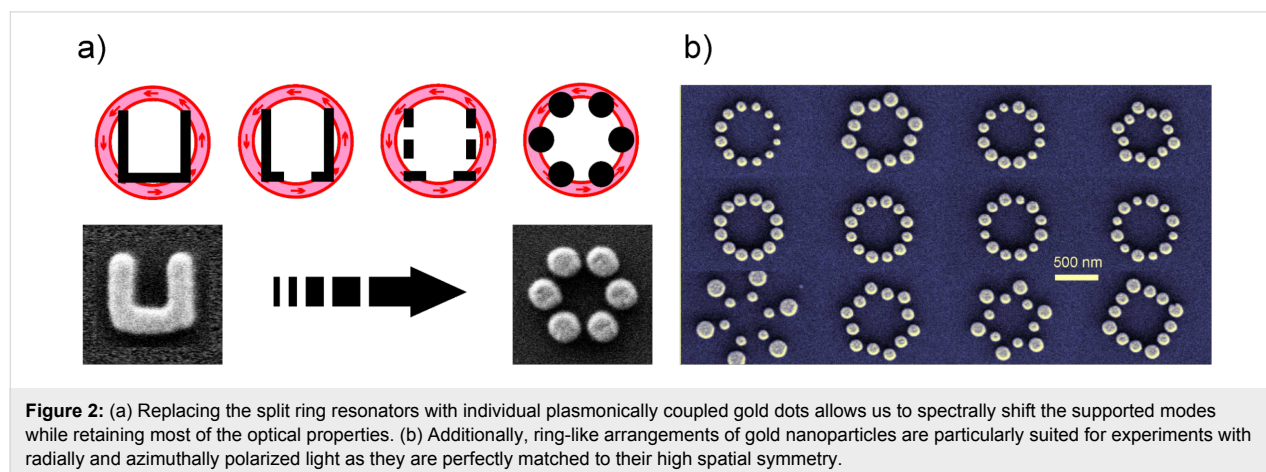 a)
b)
500 nm
Figure 2: (a) Replacing the split ring resonators with individual plasmonically coupled gold dots allows us to spectrally shift the supported modes
while retaining most of the optical properties. (b) Additionally, ring-like arrangements of gold nanoparticles are particularly suited for experiments with
radially and azimuthally polarized light as they are perfectly matched to their high spatial symmetry.